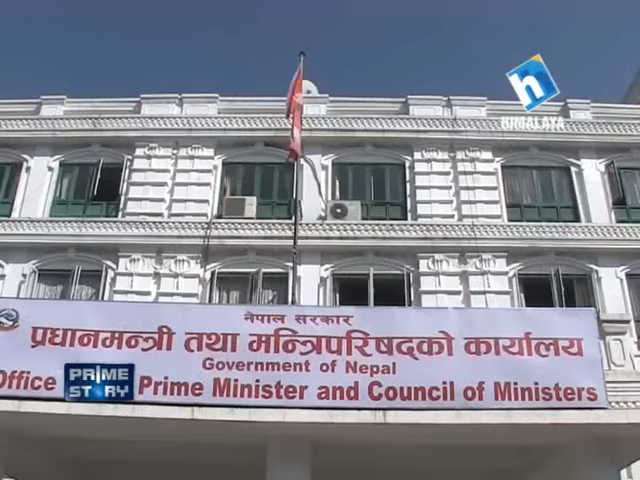 HIMALAYA
नेपाल सरकार
प्रधानमन्त्री तथा मन्त्रिपरिषद्को कार्यालय
Government of Nepal
Office PRIME STORY Prime Minister and Council of Ministers